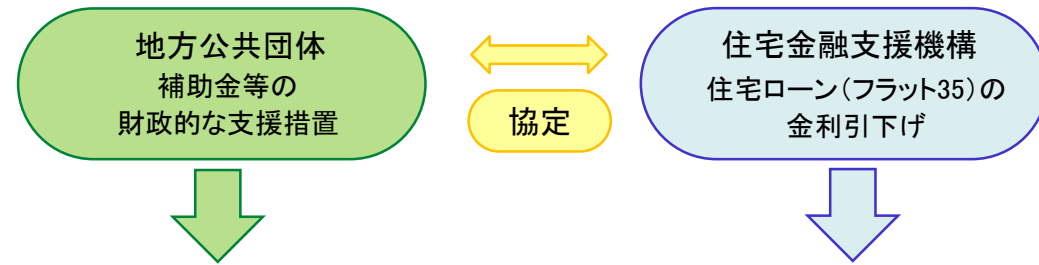 地方公共団体
補助金等の
財政的な支援措置
協定
住宅金融支援機構
住宅ローン(フラット35)の
金利引下げ